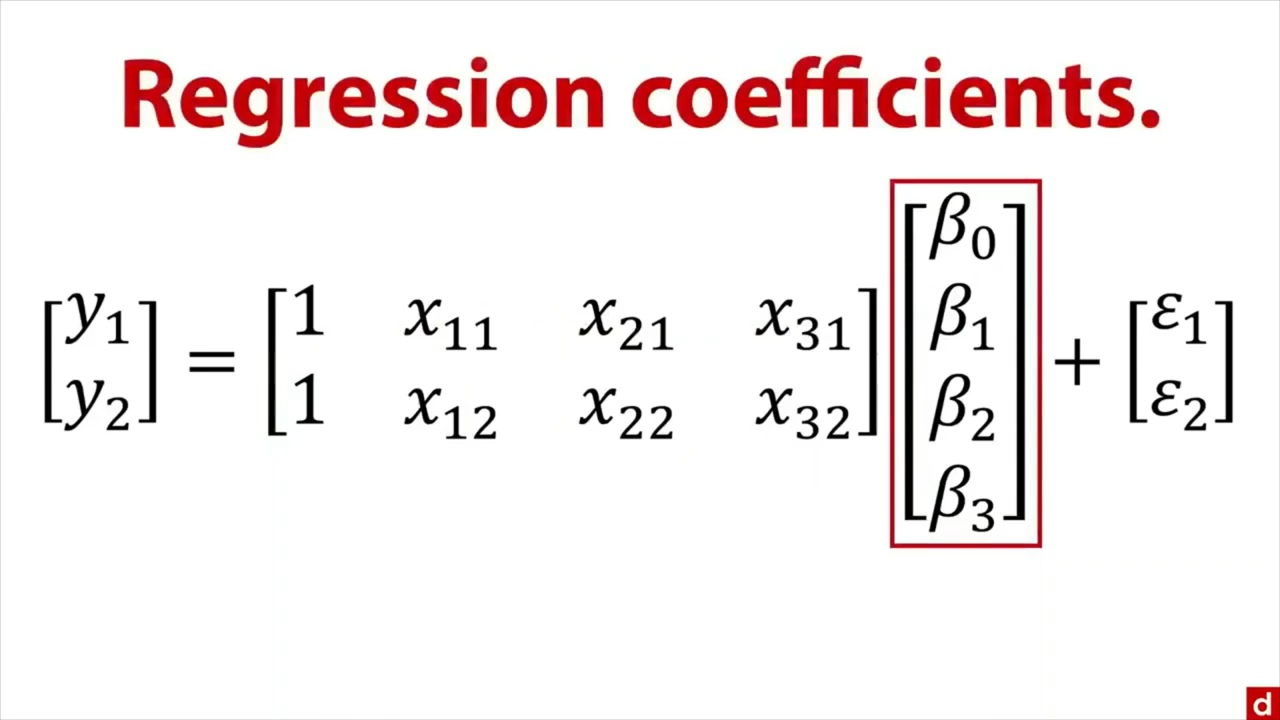 Regression coefficients.
[y₁ y₂] = [1 x₁₁ x₂₁ x₃₁; 1 x₁₂ x₂₂ x₃₂] [β₀ β₁ β₂ β₃] + [ε₁ ε₂]
d